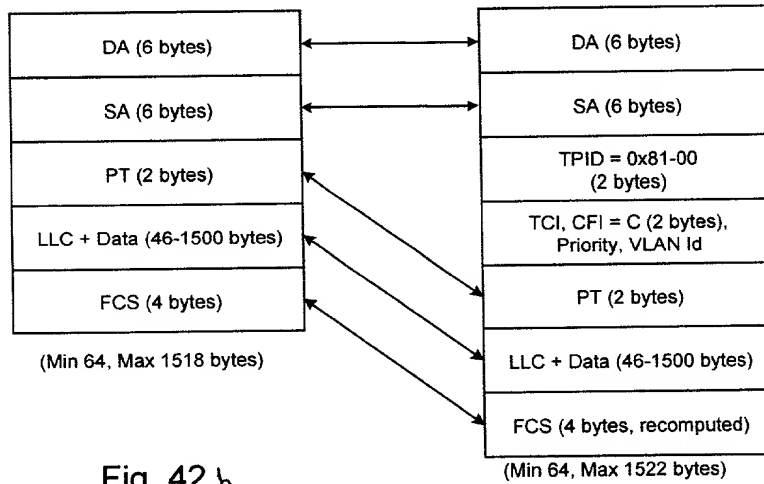 DA (6 bytes)
SA (6 bytes)
PT (2 bytes)
LLC + Data (46-1500 bytes)
FCS (4 bytes)
(Min 64, Max 1518 bytes)
DA (6 bytes)
SA (6 bytes)
TPID = 0x81-00
(2 bytes)
TCI, CFI = C (2 bytes),
Priority, VLAN Id
PT (2 bytes)
LLC + Data (46-1500 bytes)
FCS (4 bytes, recomputed)
(Min 64, Max 1522 bytes)
Fig. 42 b